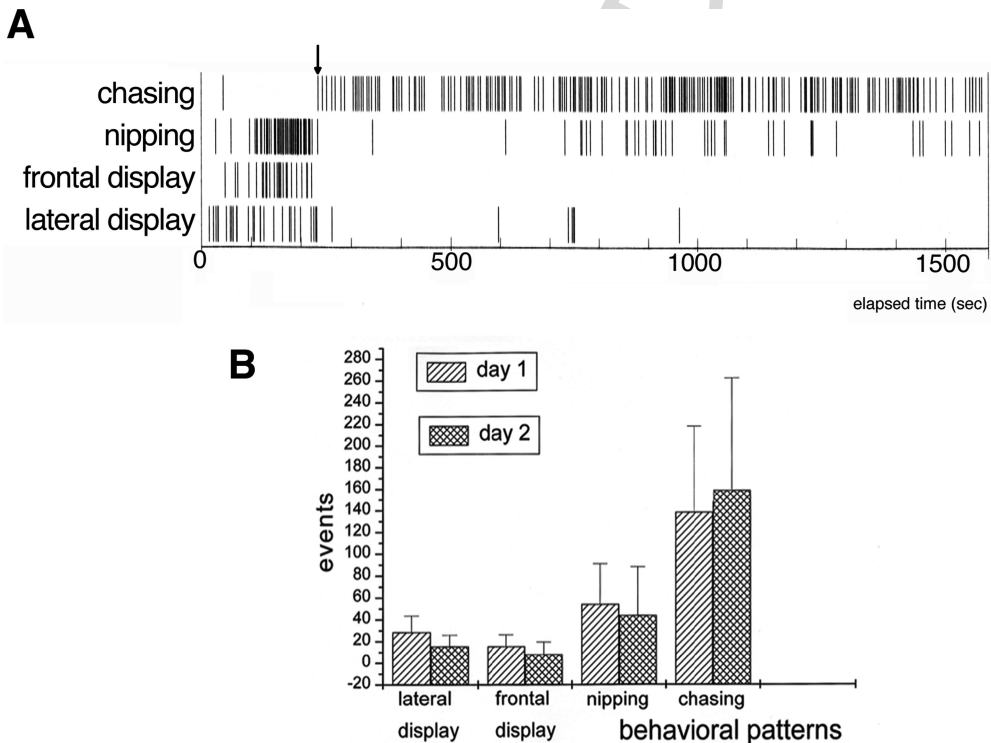 A
chasing
nipping
frontal display
lateral display
0 500 1000 1500
elapsed time (sec)
B
280
260
240
220
200
180
160
140
120
100
80
60
40
20
0
-20
events
day 1
day 2
lateral display
frontal display
nipping
chasing
behavioral patterns